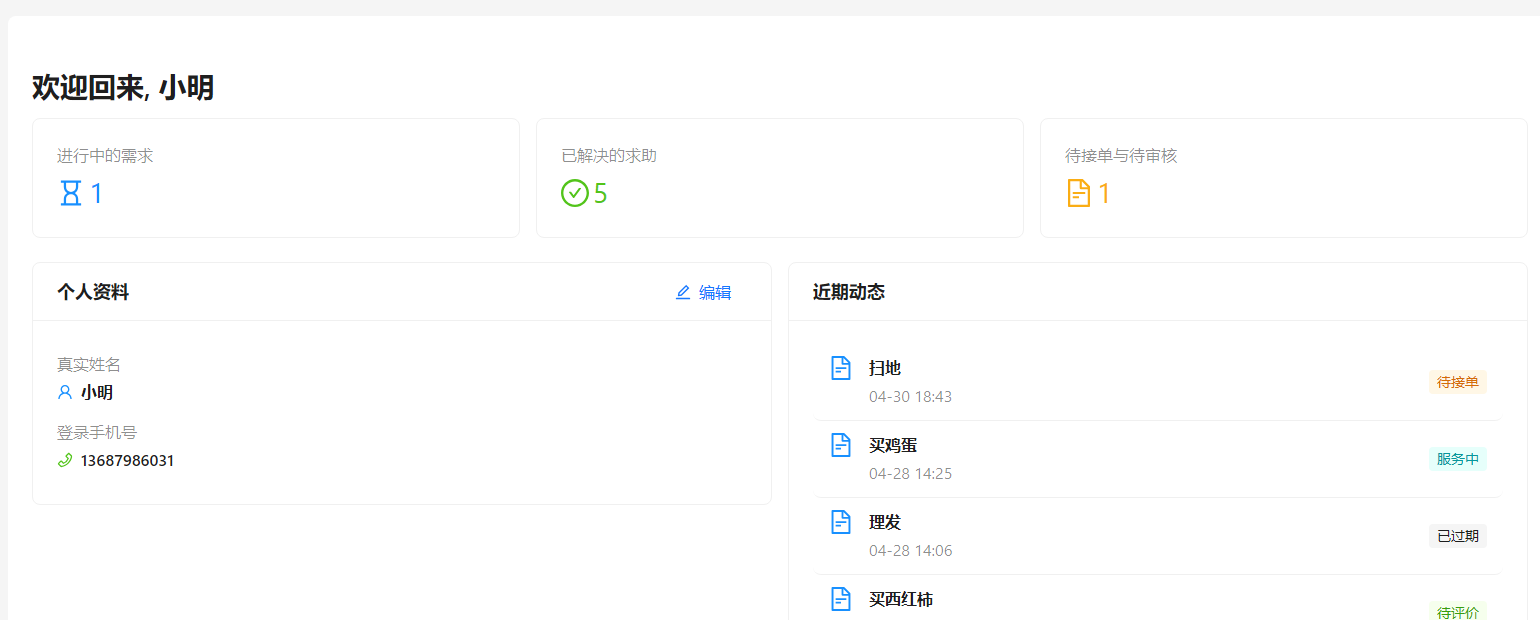 欢迎回来, 小明
进行中的需求
1
已解决的求助
5
待接单与待审核
1
个人资料
编辑
真实姓名
小明
登录手机号
13687986031
近期动态
扫地
04-30 18:43
待接单
买鸡蛋
04-28 14:25
服务中
理发
04-28 14:06
已过期
买西红柿
待评价